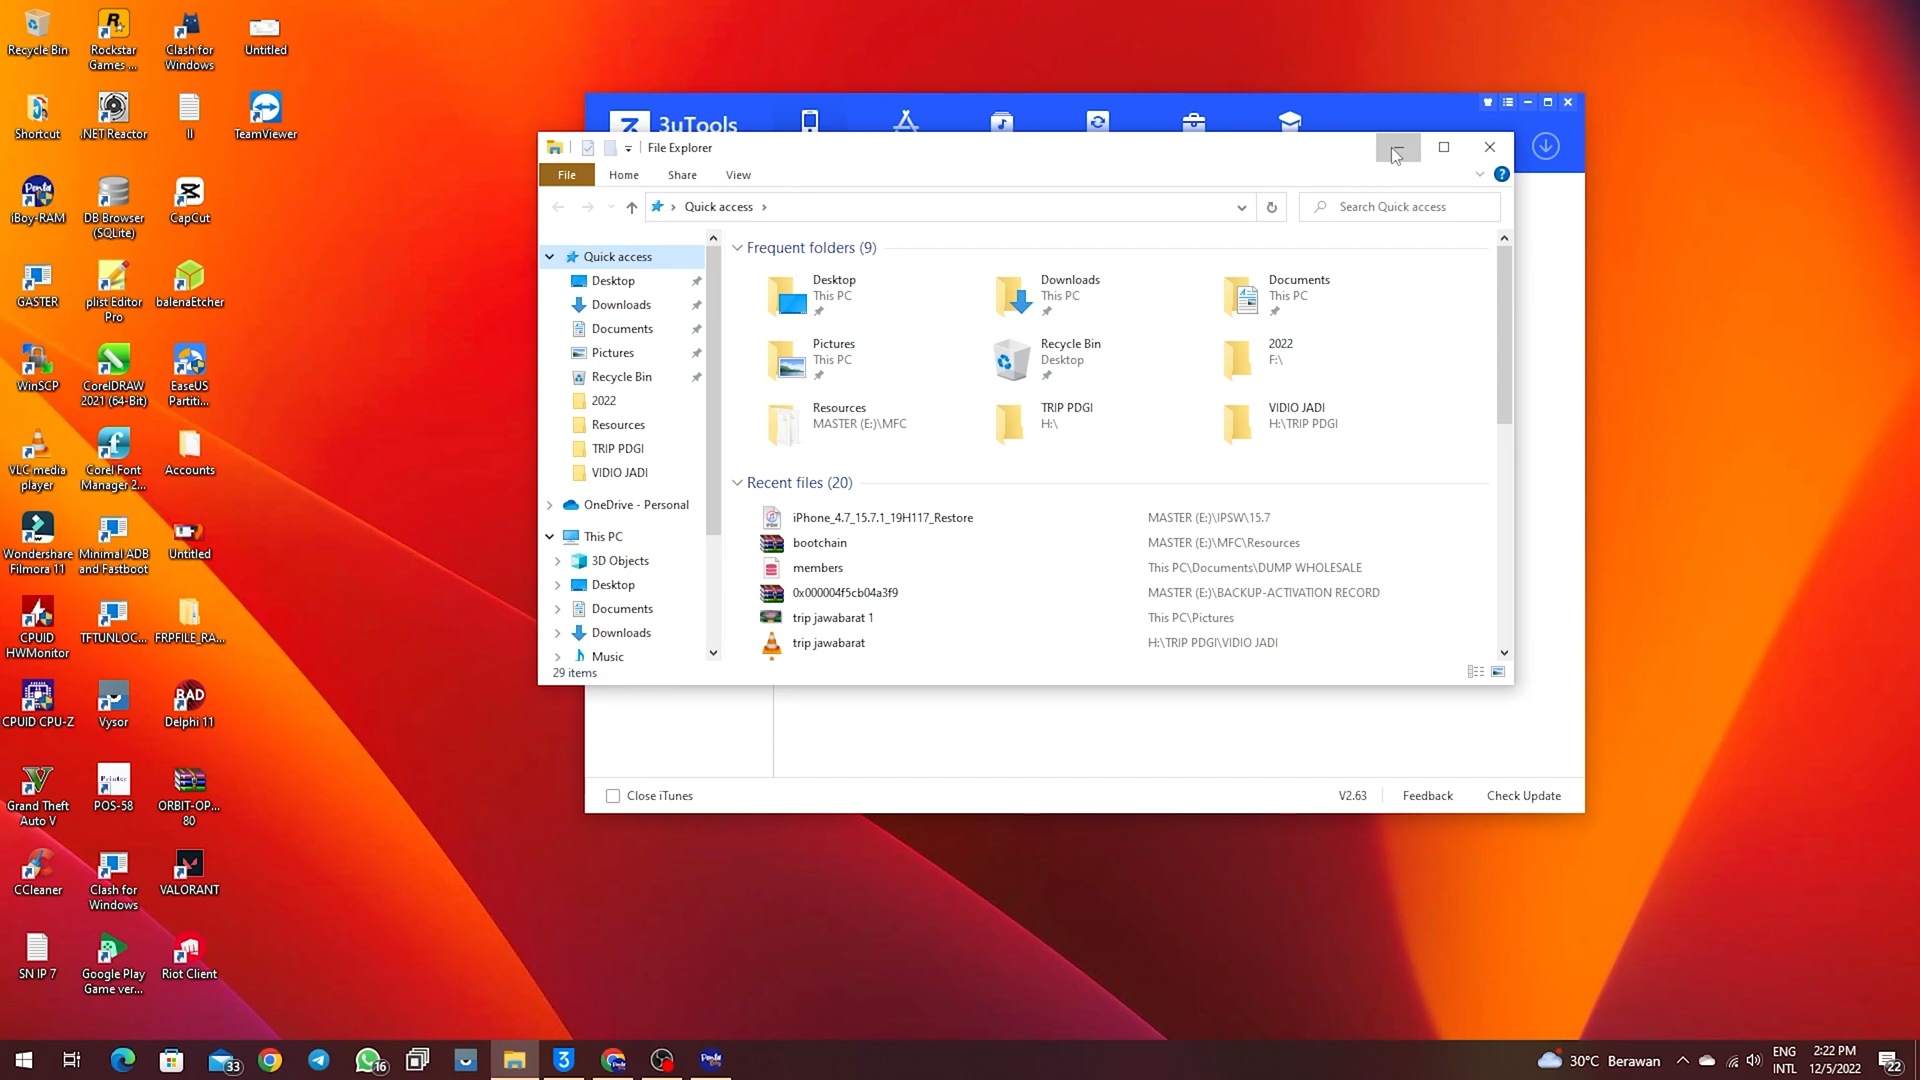 Recycle Bin
Rockstar
Games ...
Clash for
Windows
Untitled
Shortcut
.NET Reactor
II
TeamViewer
iBoy-RAM
DB Browser
(SQLite)
CapCut
GASTER
plist Editor
Pro
balenaEtcher
WinSCP
CorelDRAW
2021 (64-Bit)
EaseUS
Partiti...
VLC media
player
Corel Font
Manager 2...
Accounts
Wondershare
Filmora 11
Minimal ADB
and Fastboot
Untitled
CPUID
HWMonitor
TFTUNLOC...
FRPFILE_RA...
CPUID CPU-Z
Vysor
RAD
Delphi 11
Grand Theft
Auto V
Printer
POS-58
ORBIT-OP...
80
CCleaner
Clash for
Windows
VALORANT
SN IP 7
Google Play
Game ver...
Riot Client
3uTools
File Explorer
File
Home
Share
View
Quick access
Search Quick access
Quick access
Desktop
Downloads
Documents
Pictures
Recycle Bin
2022
Resources
TRIP PDGI
VIDIO JADI
OneDrive - Personal
This PC
3D Objects
Desktop
Documents
Downloads
Music
29 items
Frequent folders (9)
Desktop
This PC
Downloads
This PC
Documents
This PC
Pictures
This PC
Recycle Bin
Desktop
2022
F:\
Resources
MASTER (E:)\MFC
TRIP PDGI
H:\
VIDIO JADI
H:\TRIP PDGI
Recent files (20)
iPhone_4.7_15.7.1_19H117_Restore MASTER (E:)\IPSW\15.7
bootchain MASTER (E:)\MFC\Resources
members This PC\Documents\DUMP WHOLESALE
0x000004f5cb04a3f9 MASTER (E:)\BACKUP-ACTIVATION RECORD
trip jawabarat 1 This PC\Pictures
trip jawabarat H:\TRIP PDGI\VIDIO JADI
Close iTunes
V2.63
Feedback
Check Update
33
16
30°C Berawan
ENG
INTL
2:22 PM
12/5/2022
22